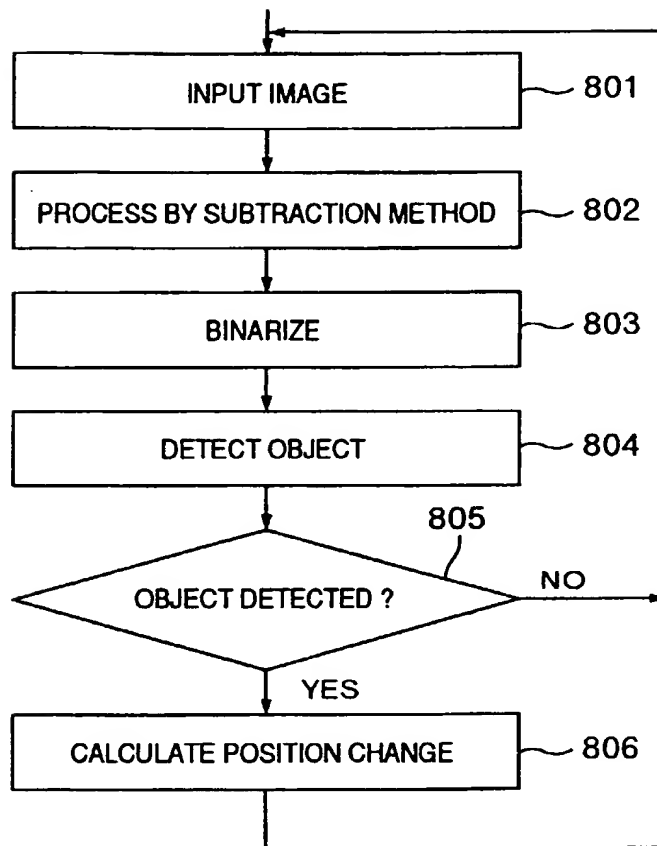 INPUT IMAGE
801
PROCESS BY SUBTRACTION METHOD
802
BINARIZE
803
DETECT OBJECT
804
805
OBJECT DETECTED ?
NO
YES
CALCULATE POSITION CHANGE
806